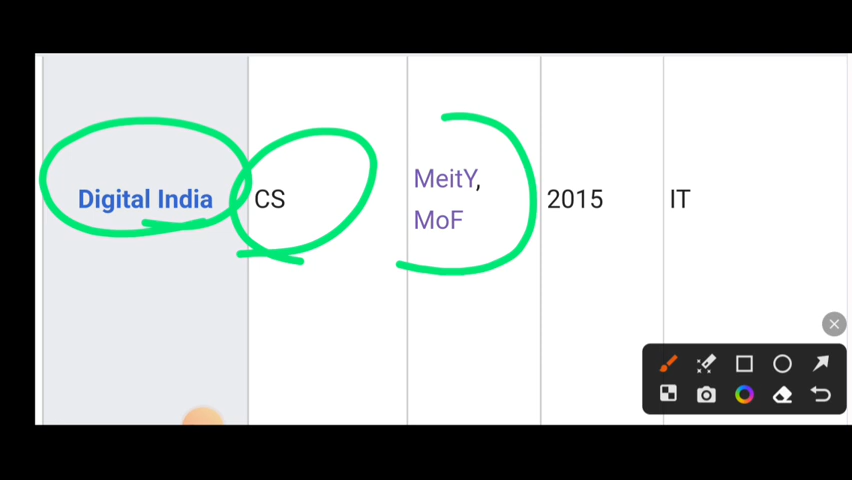 Digital India
CS
MeitY,
MoF
2015
IT